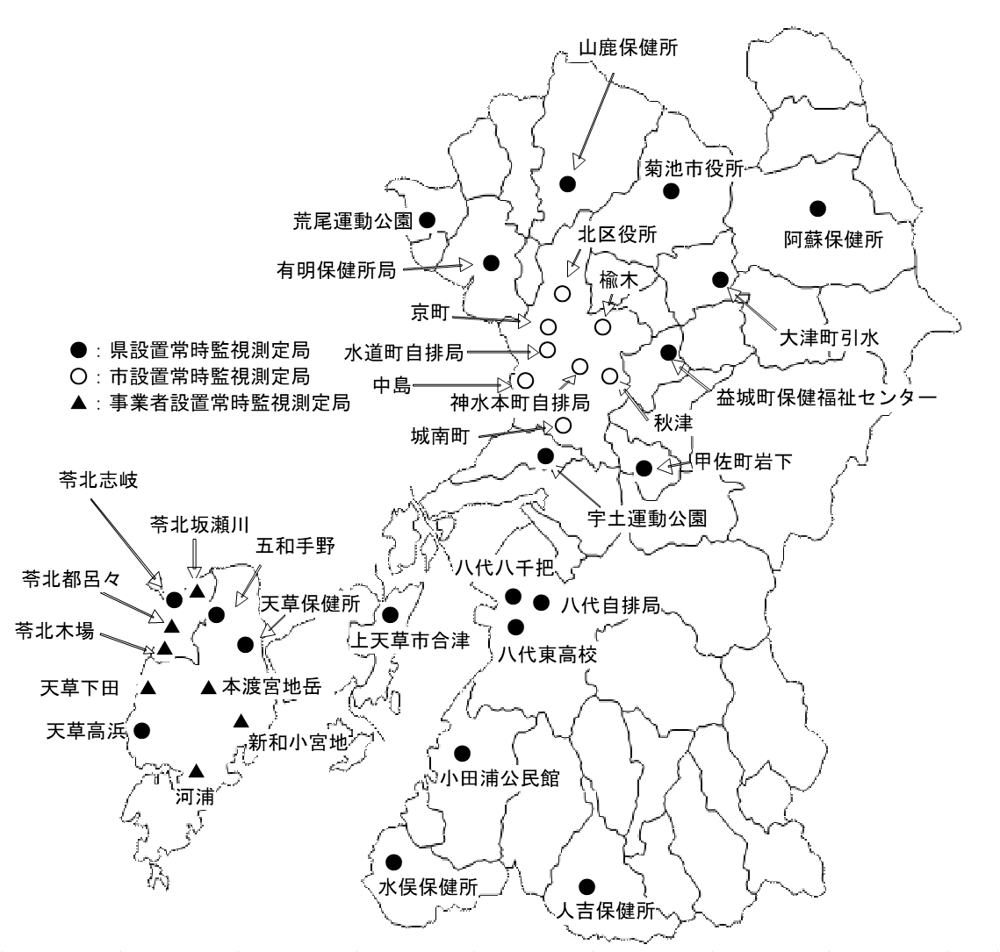 山鹿保健所
菊池市役所
荒尾運動公園
北区役所
阿蘇保健所
有明保健所局
楡木
京町
大津町引水
● : 県設置常時監視測定局
水道町自排局
○ : 市設置常時監視測定局
中島
▲ : 事業者設置常時監視測定局
神水本町自排局
益城町保健福祉センター
秋津
城南町
甲佐町岩下
苓北志岐
宇土運動公園
苓北坂瀬川
五和手野
八代八千把
苓北都呂々
天草保健所
八代自排局
苓北木場
上天草市合津
八代東高校
天草下田
本渡宮地岳
天草高浜
新和小宮地
小田浦公民館
河浦
水俣保健所
人吉保健所